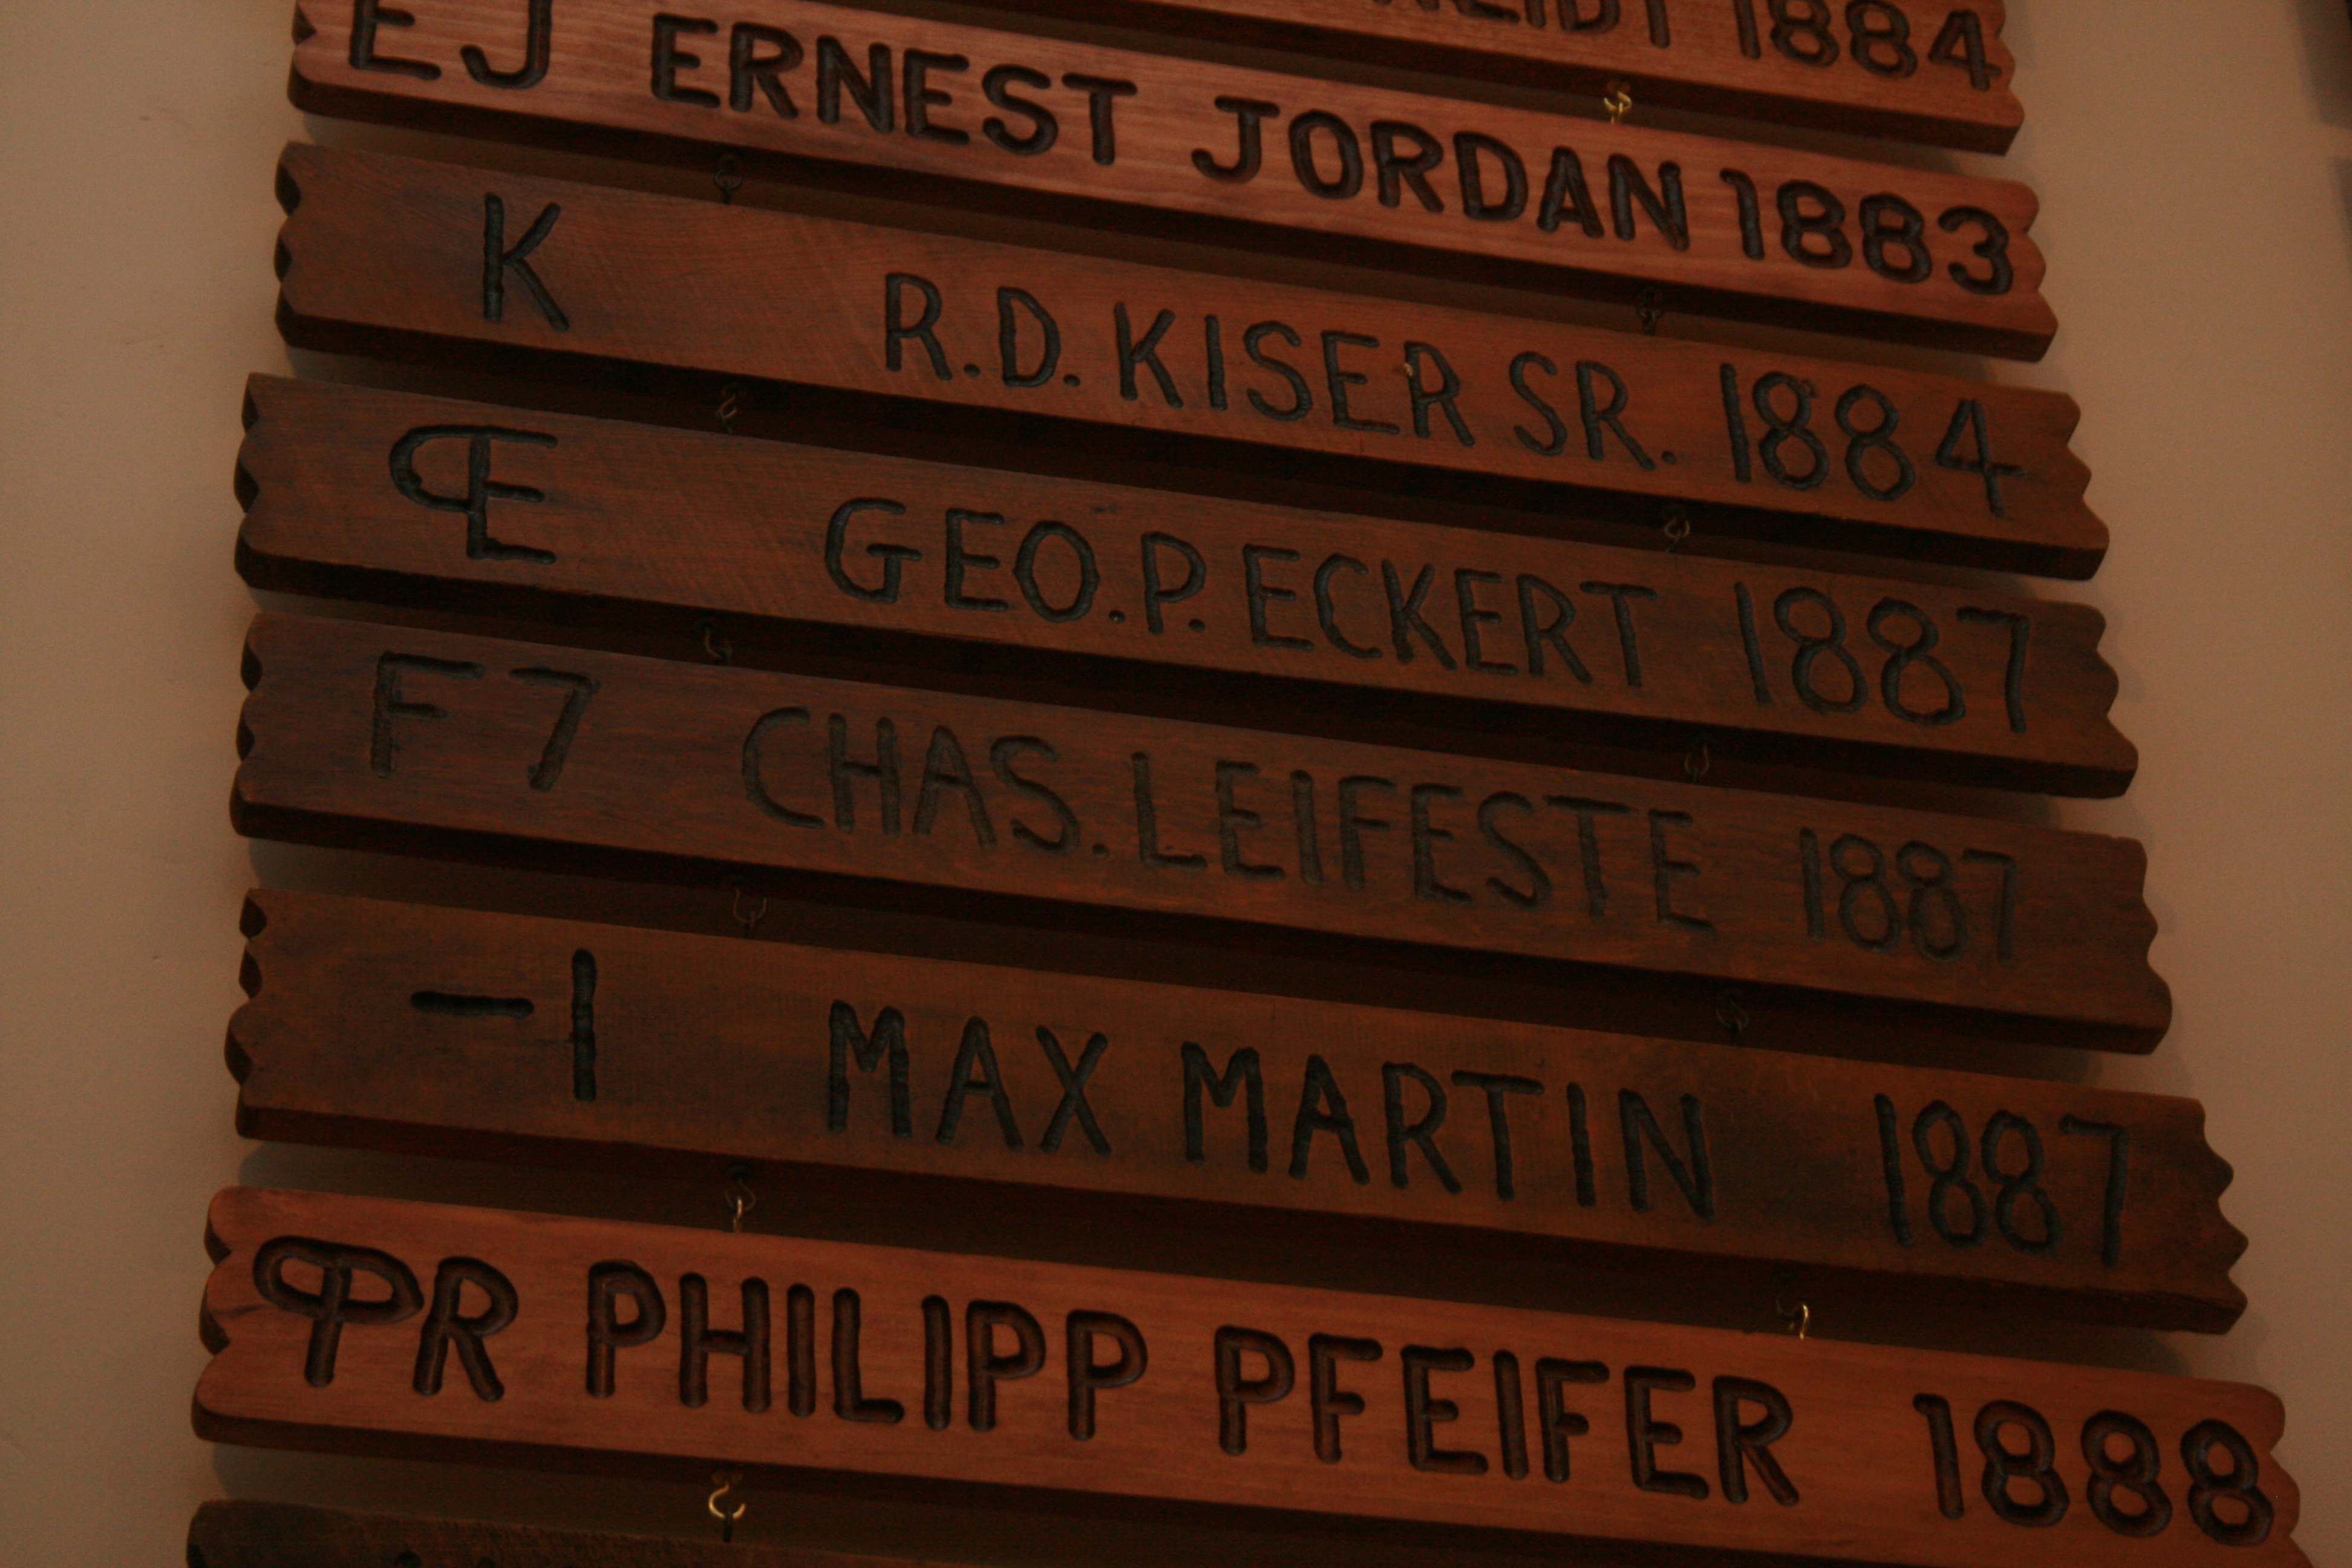 1884
EJ ERNEST JORDAN 1883
K R.D. KISER SR. 1884
E GEO. P. ECKERT 1887
F7 CHAS. LEIFESTE 1887
–I MAX MARTIN 1887
PR PHILIPP PFEIFER 1888